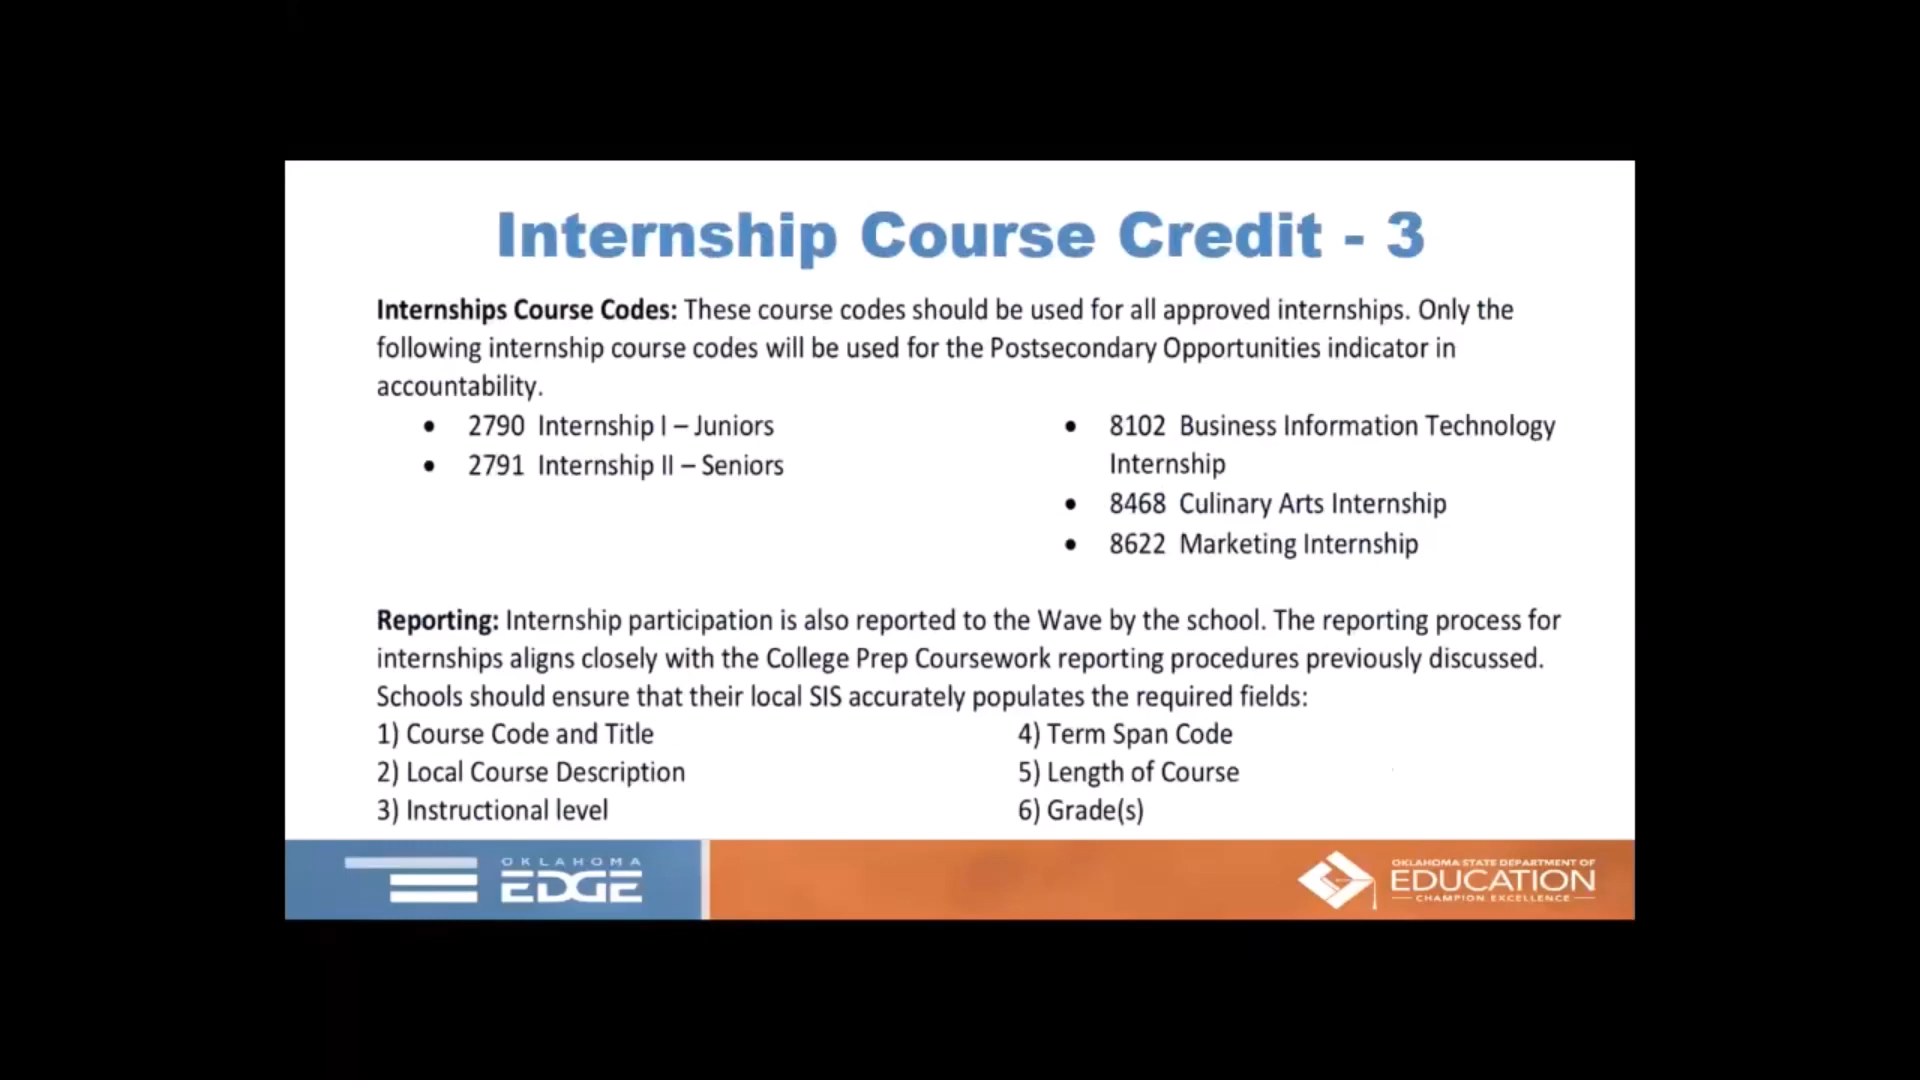 Internship Course Credit - 3
Internships Course Codes: These course codes should be used for all approved internships. Only the
following internship course codes will be used for the Postsecondary Opportunities indicator in
accountability.
• 2790 Internship I – Juniors
• 2791 Internship II – Seniors
• 8102 Business Information Technology
Internship
• 8468 Culinary Arts Internship
• 8622 Marketing Internship
Reporting: Internship participation is also reported to the Wave by the school. The reporting process for
internships aligns closely with the College Prep Coursework reporting procedures previously discussed.
Schools should ensure that their local SIS accurately populates the required fields:
1) Course Code and Title
2) Local Course Description
3) Instructional level
4) Term Span Code
5) Length of Course
6) Grade(s)
OKLAHOMA
EDGE
OKLAHOMA STATE DEPARTMENT OF
EDUCATION
CHAMPION EXCELLENCE